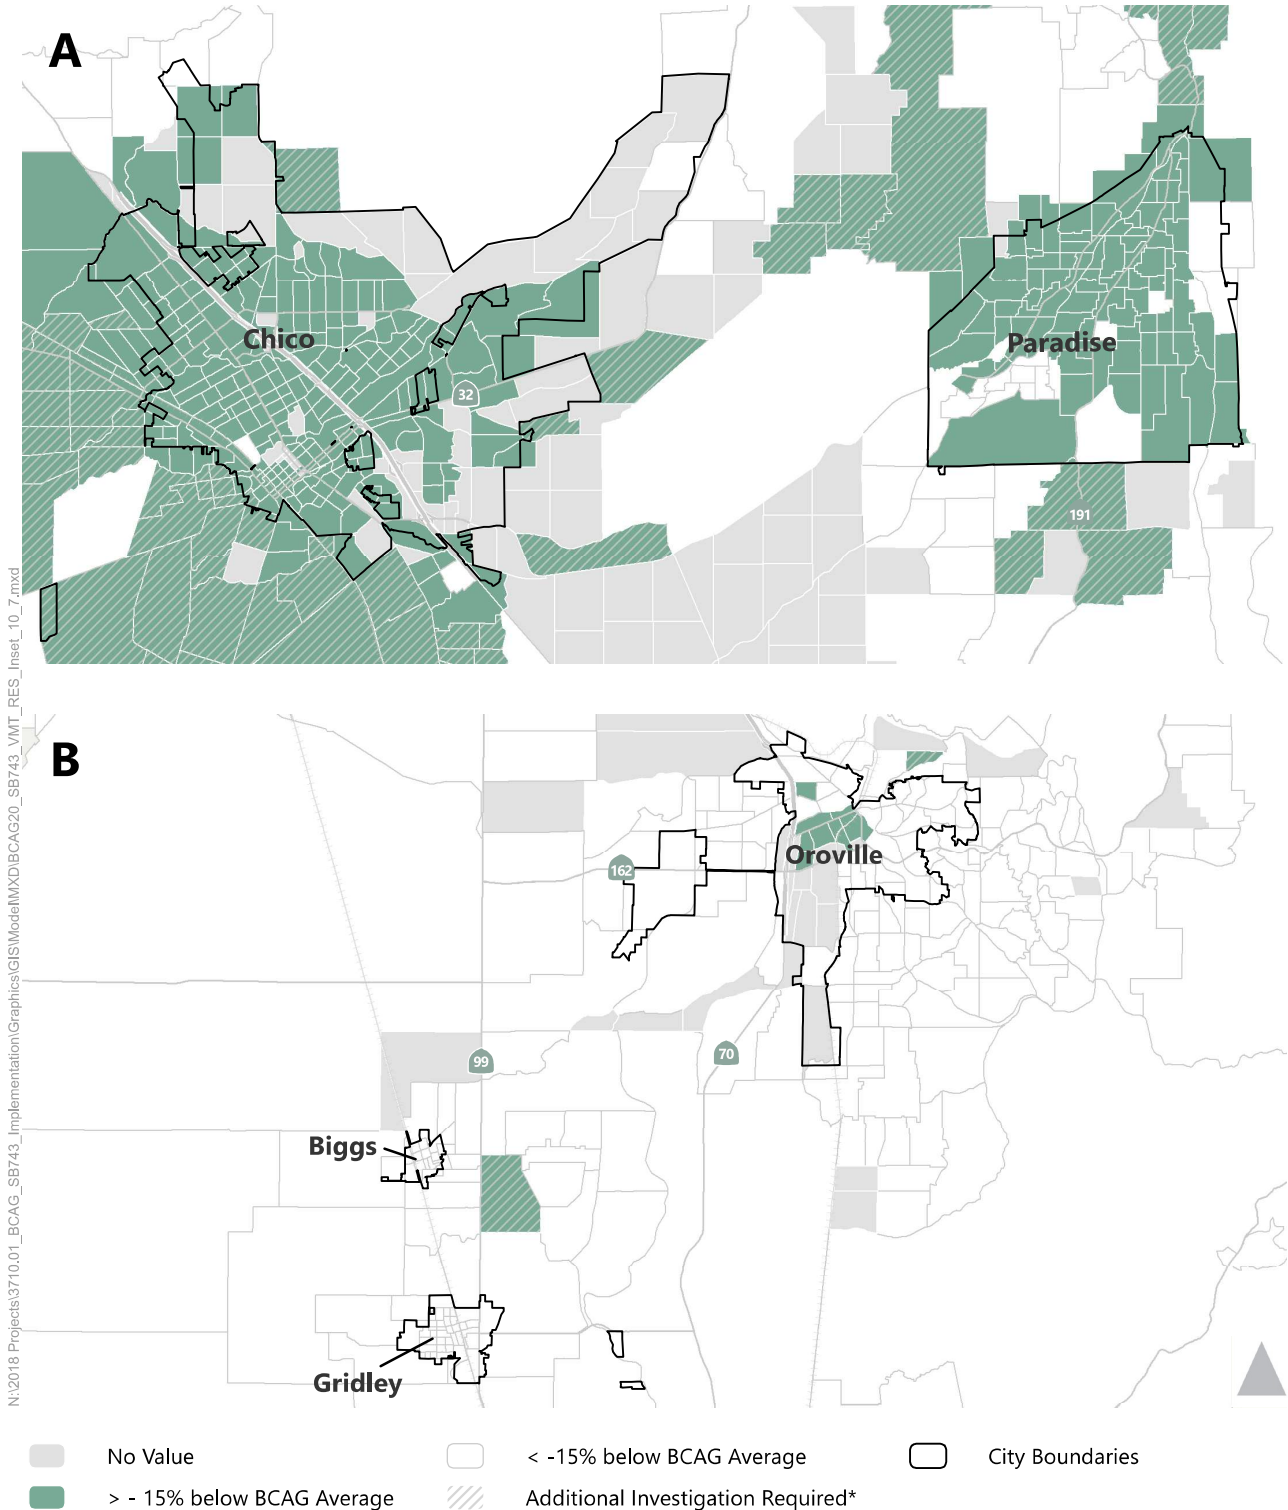 A
Chico
Paradise
32
191
N:\2018 Projects\3710.01_BCAG_SB743_Implementation\Graphics\GIS\Model\MXD\BCAG20_SB743_VMT_RES_Inset_10_7.mxd
B
Oroville
162
99
70
Biggs
Gridley
No Value
< -15% below BCAG Average
City Boundaries
> - 15% below BCAG Average
Additional Investigation Required*